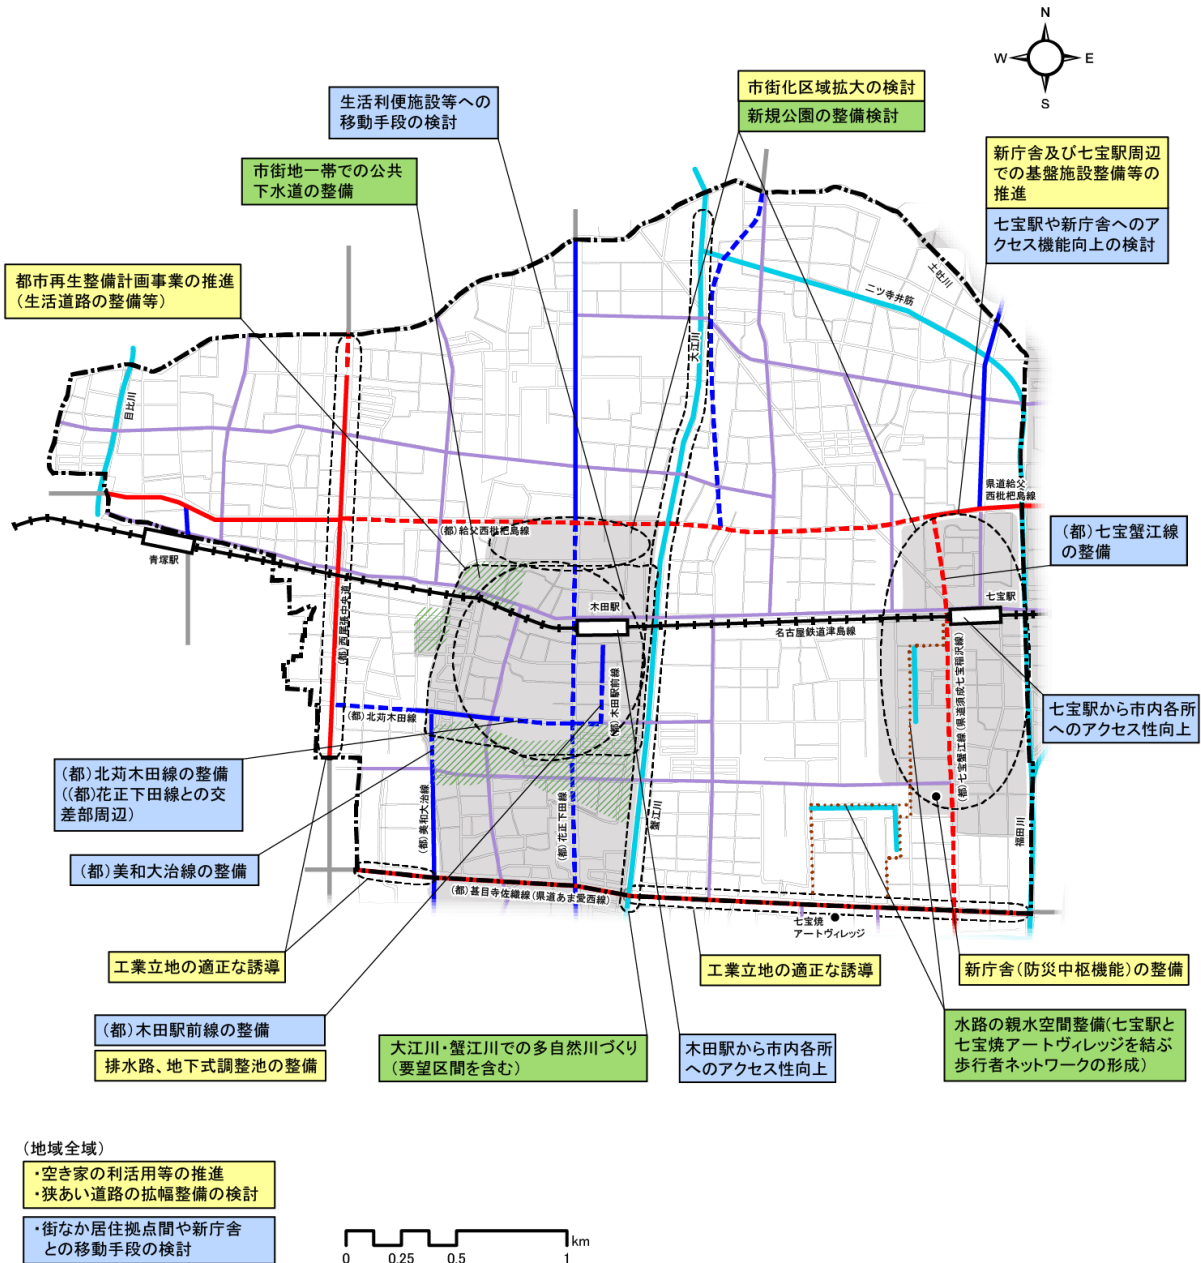 N
W
E
S
生活利便施設等への
移動手段の検討
市街化区域拡大の検討
新規公園の整備検討
市街地一帯での公共
下水道の整備
新庁舎及び七宝駅周辺
での基盤施設整備等の
推進
七宝駅や新庁舎へのア
クセス機能向上の検討
都市再生整備計画事業の推進
(生活道路の整備等)
土吐川
二ツ寺井筋
大江川
目比川
県道給父
西枇杷島線
(都)給父西枇杷島線
(都)七宝蟹江線
の整備
青塚駅
木田駅
七宝駅
名古屋鉄道津島線
(都)西尾張中央道
(都)木田駅前線
(都)七宝蟹江線(県道須成七宝稲沢線)
(都)北苅木田線
七宝駅から市内各所
へのアクセス性向上
(都)北苅木田線の整備
((都)花正下田線との交
差部周辺)
(都)美和大治線
(都)花正下田線
蟹江川
福田川
(都)美和大治線の整備
(都)甚目寺佐織線(県道あま愛西線)
七宝焼
アートヴィレッジ
工業立地の適正な誘導
工業立地の適正な誘導
新庁舎(防災中枢機能)の整備
(都)木田駅前線の整備
排水路、地下式調整池の整備
大江川・蟹江川での多自然川づくり
(要望区間を含む)
木田駅から市内各所
へのアクセス性向上
水路の親水空間整備(七宝駅と
七宝焼アートヴィレッジを結ぶ
歩行者ネットワークの形成)
(地域全域)
・空き家の利活用等の推進
・狭あい道路の拡幅整備の検討
・街なか居住拠点間や新庁舎
との移動手段の検討
km
0 0.25 0.5 1